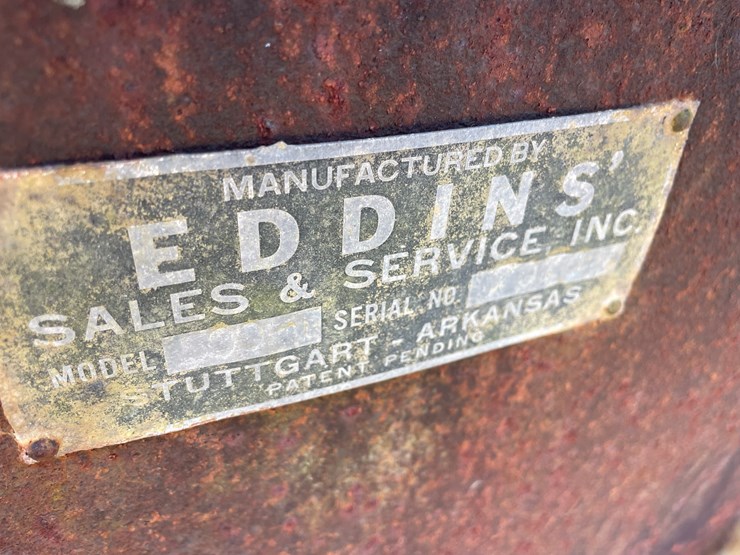 MANUFACTURED BY
EDDINS'
SALES & SERVICE, INC.
MODEL SERIAL NO.
STUTTGART - ARKANSAS
PATENT PENDING